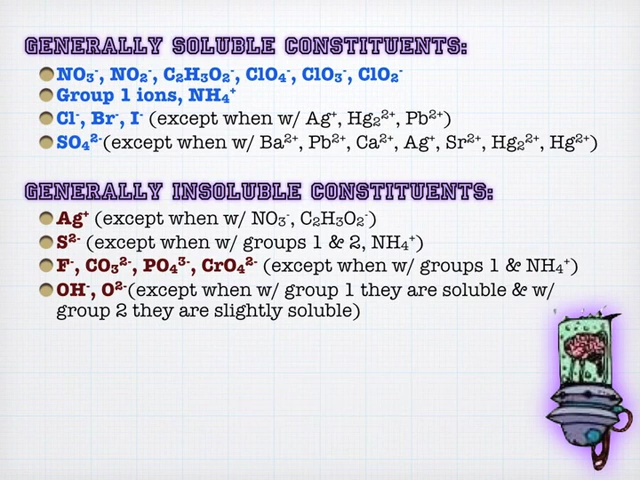 GENERALLY SOLUBLE CONSTITUENTS:
NO₃⁻, NO₂⁻, C₂H₃O₂⁻, ClO₄⁻, ClO₃⁻, ClO₂⁻
Group 1 ions, NH₄⁺
Cl⁻, Br⁻, I⁻ (except when w/ Ag⁺, Hg₂²⁺, Pb²⁺)
SO₄²⁻(except when w/ Ba²⁺, Pb²⁺, Ca²⁺, Ag⁺, Sr²⁺, Hg₂²⁺, Hg²⁺)
GENERALLY INSOLUBLE CONSTITUENTS:
Ag⁺ (except when w/ NO₃⁻, C₂H₃O₂⁻)
S²⁻ (except when w/ groups 1 & 2, NH₄⁺)
F⁻, CO₃²⁻, PO₄³⁻, CrO₄²⁻ (except when w/ groups 1 & NH₄⁺)
OH⁻, O²⁻(except when w/ group 1 they are soluble & w/
group 2 they are slightly soluble)